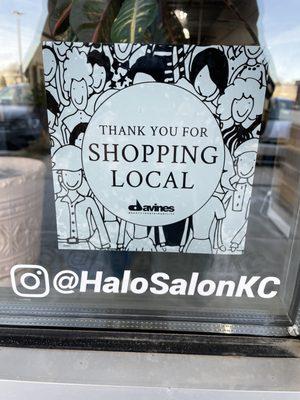 THANK YOU FOR
SHOPPING
LOCAL
davines
@HaloSalonKC